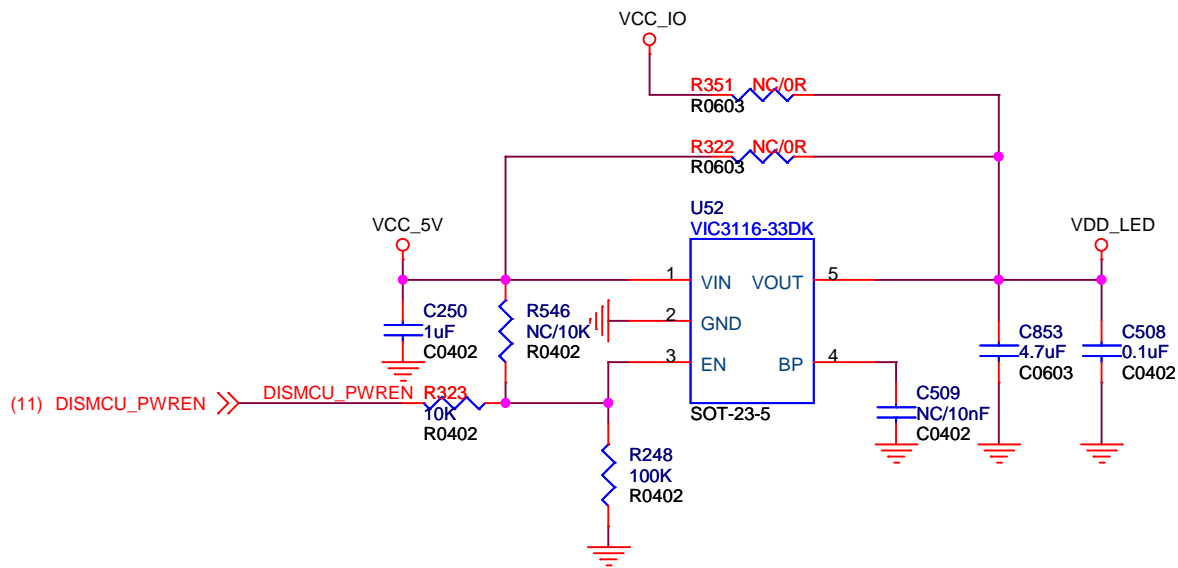 VCC_IO
R351 NC/0R
R0603
R322 NC/0R
R0603
U52
VIC3116-33DK
VCC_5V
VDD_LED
1 VIN VOUT 5
2 GND
3 EN BP 4
SOT-23-5
C250
1uF
C0402
R546
NC/10K
R0402
C853
4.7uF
C0603
C508
0.1uF
C0402
C509
NC/10nF
C0402
(11) DISMCU_PWREN
DISMCU_PWREN
R323
10K
R0402
R248
100K
R0402